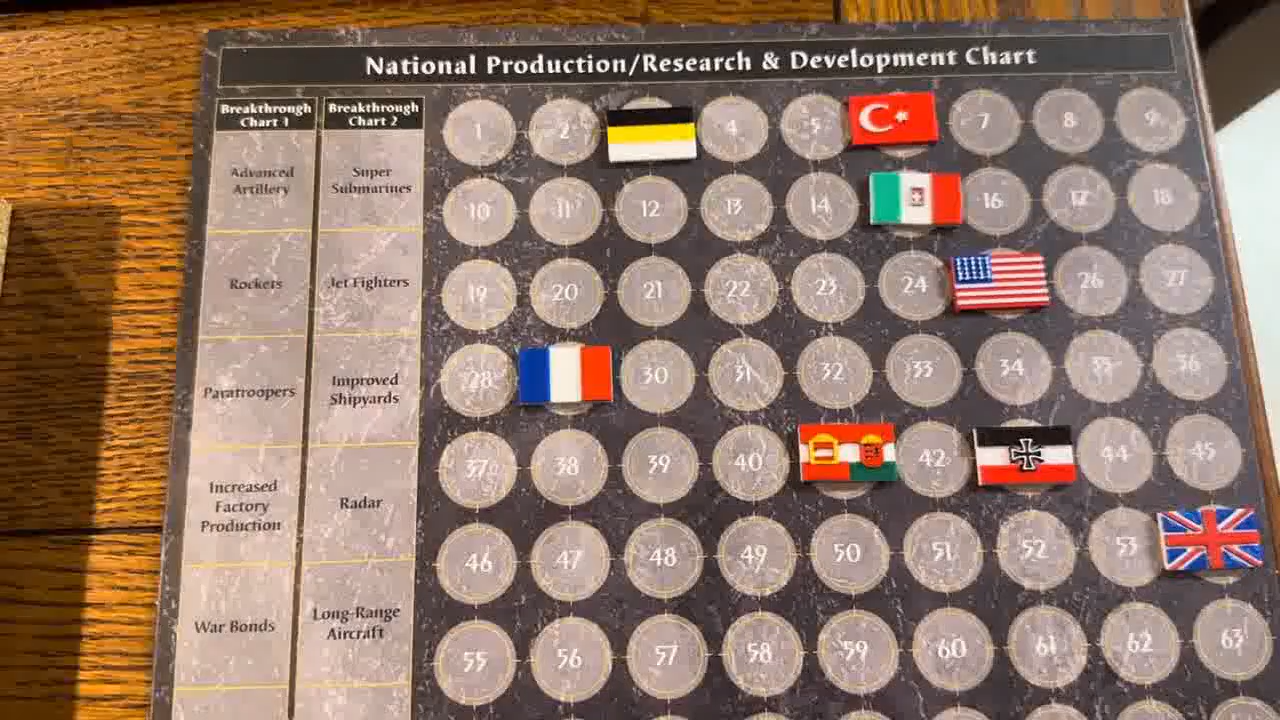 National Production/Research & Development Chart
Breakthrough Chart 1
Breakthrough Chart 2
Advanced Artillery
Super Submarines
Rockets
Jet Fighters
Paratroopers
Improved Shipyards
Increased Factory Production
Radar
War Bonds
Long-Range Aircraft
1 2 4 5 7 8 9
10 11 12 13 14 16 17 18
19 20 21 22 23 24 26 27
28 30 31 32 33 34 35 36
37 38 39 40 42 44 45
46 47 48 49 50 51 52 53
55 56 57 58 59 60 61 62 63